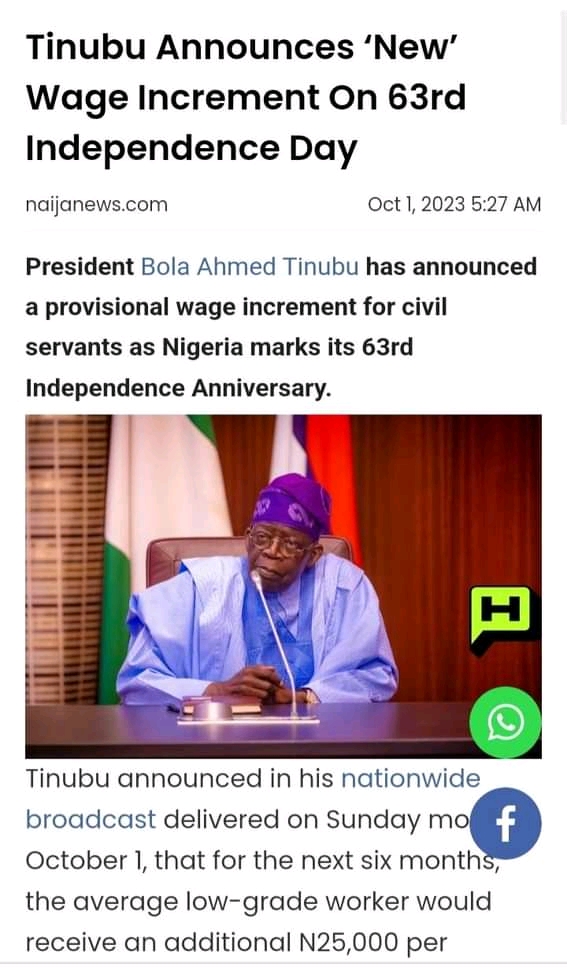 Tinubu Announces ‘New’
Wage Increment On 63rd
Independence Day
naijanews.com Oct 1, 2023 5:27 AM
President Bola Ahmed Tinubu has announced
a provisional wage increment for civil
servants as Nigeria marks its 63rd
Independence Anniversary.
H
Tinubu announced in his nationwide
broadcast delivered on Sunday mo
f
October 1, that for the next six months,
the average low-grade worker would
receive an additional N25,000 per